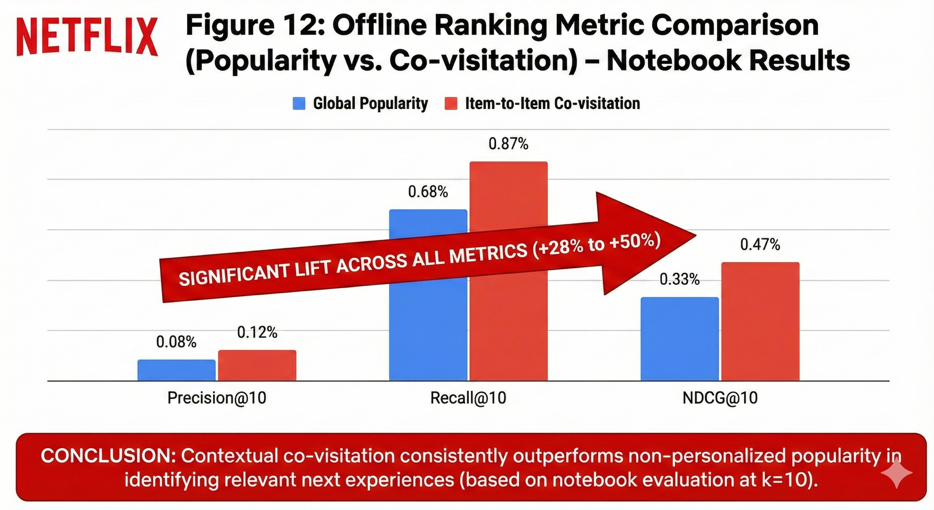 NETFLIX
Figure 12: Offline Ranking Metric Comparison
(Popularity vs. Co-visitation) – Notebook Results
Global Popularity Item-to-Item Co-visitation
0.08%
0.12%
0.68%
0.87%
0.33%
0.47%
SIGNIFICANT LIFT ACROSS ALL METRICS (+28% to +50%)
Precision@10 Recall@10 NDCG@10
CONCLUSION: Contextual co-visitation consistently outperforms non-personalized popularity in
identifying relevant next experiences (based on notebook evaluation at k=10).